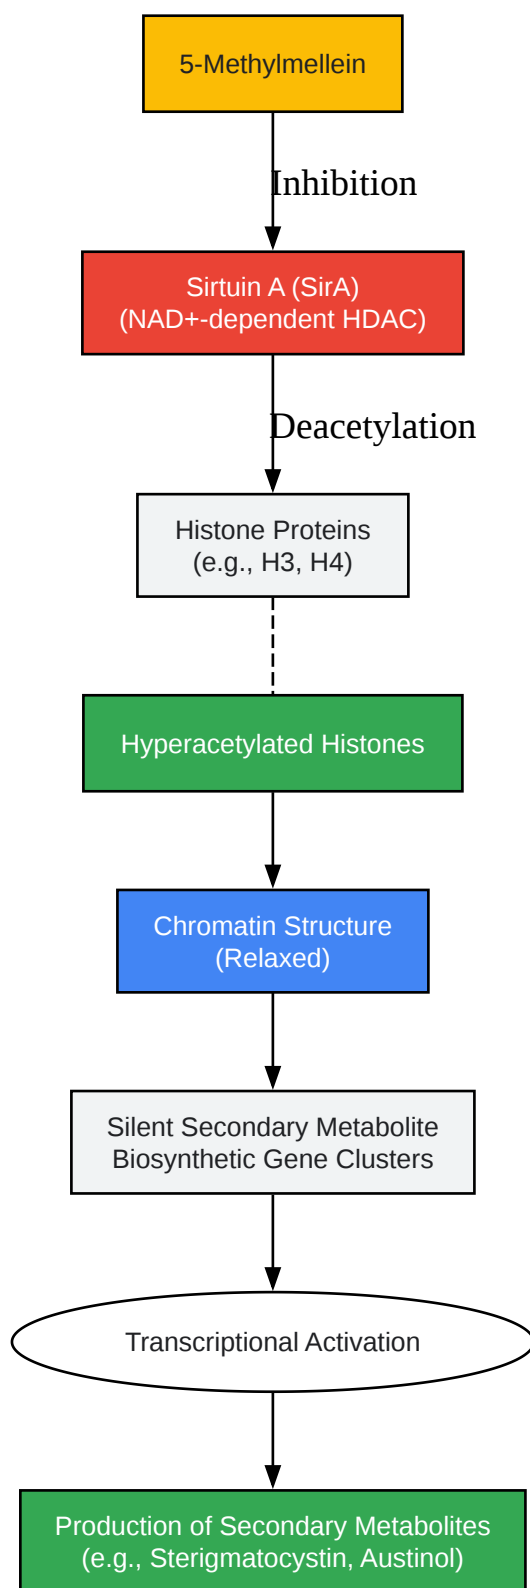 5-Methylmellein
Inhibition
Sirtuin A (SirA)
(NAD+-dependent HDAC)
Deacetylation
Histone Proteins
(e.g., H3, H4)
Hyperacetylated Histones
Chromatin Structure
(Relaxed)
Silent Secondary Metabolite
Biosynthetic Gene Clusters
Transcriptional Activation
Production of Secondary Metabolites
(e.g., Sterigmatocystin, Austinol)